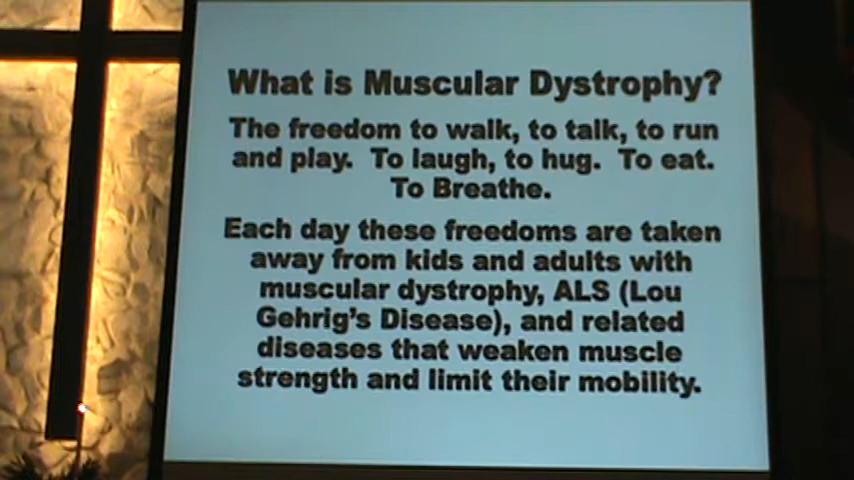 What is Muscular Dystrophy?
The freedom to walk, to talk, to run
and play. To laugh, to hug. To eat.
To Breathe.
Each day these freedoms are taken
away from kids and adults with
muscular dystrophy, ALS (Lou
Gehrig's Disease), and related
diseases that weaken muscle
strength and limit their mobility.